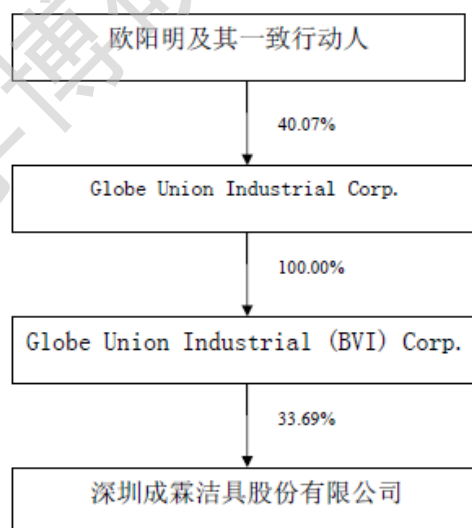 欧阳明及其一致行动人
40.07%
Globe Union Industrial Corp.
100.00%
Globe Union Industrial (BVI) Corp.
33.69%
深圳成霖洁具股份有限公司